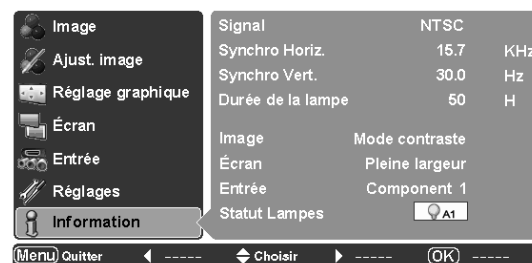 Image
Ajust. image
Réglage graphique
Écran
Entrée
Réglages
Information
Signal NTSC
Synchro Horiz. 15.7 KHz
Synchro Vert. 30.0 Hz
Durée de la lampe 50 H
Image Mode contraste
Écran Pleine largeur
Entrée Component 1
Statut Lampes A1
Menu Quitter ◄ ----- Choisir ► ----- OK -----